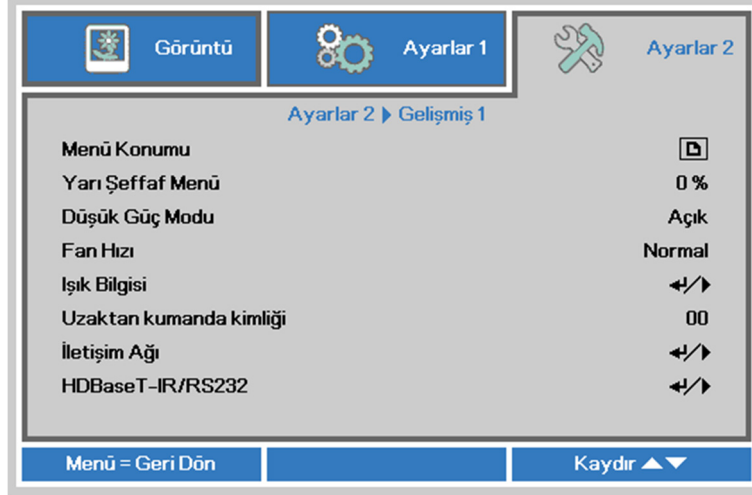 Görüntü Ayarlar 1 Ayarlar 2
Ayarlar 2 Gelişmiş 1
Menü Konumu
Yarı Şeffaf Menü 0 %
Düşük Güç Modu Açık
Fan Hızı Normal
Işık Bilgisi
Uzaktan kumanda kimliği 00
İletişim Ağı
HDBaseT-IR/RS232
Menü = Geri Dön Kaydır